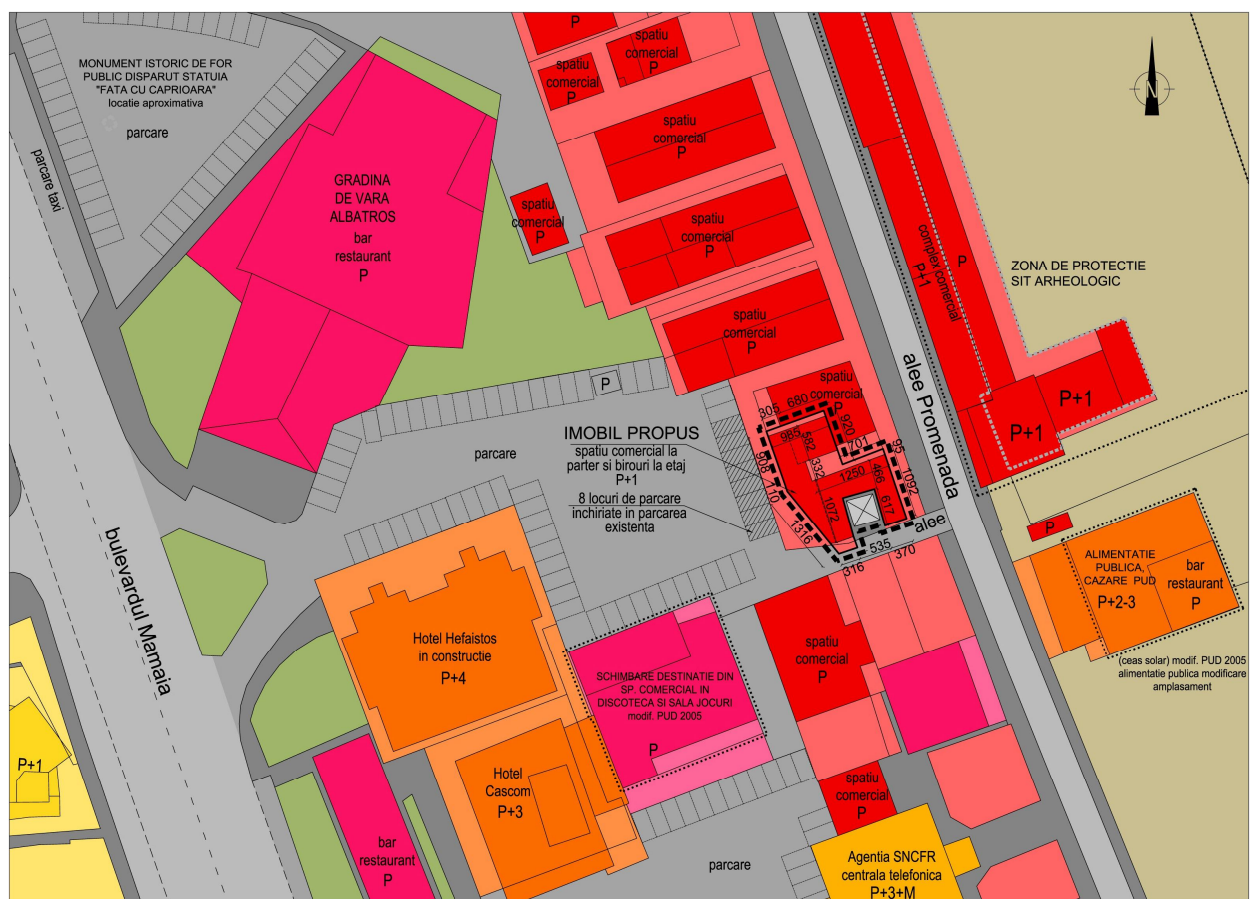 MONUMENT ISTORIC DE FOR
PUBLIC DISPARUT STATUIA
"FATA CU CAPRIOARA"
locatie aproximativa
parcare
parcare taxi
GRADINA
DE VARA
ALBATROS
bar
restaurant
P
P
spatiu
comercial
P
spatiu
comercial
P
spatiu
comercial
P
spatiu
comercial
P
spatiu
comercial
P
spatiu
comercial
P
spatiu
comercial
P
N
complex comercial
P+1
P
ZONA DE PROTECTIE
SIT ARHEOLOGIC
alee Promenada
P+1
P+1
P
parcare
IMOBIL PROPUS
spatiu comercial la
parter si birouri la etaj
P+1
8 locuri de parcare
inchiriate in parcarea
existenta
305
680
920
701
95
985
582
332
1250
466
1092
908
110
1316
1072
617
535
316
370
alee
P
ALIMENTATIE
PUBLICA,
CAZARE PUD
P+2-3
bar
restaurant
P
(ceas solar) modif. PUD 2005
alimentatie publica modificare
amplasament
bulevardul Mamaia
Hotel Hefaistos
in constructie
P+4
SCHIMBARE DESTINATIE DIN
SP. COMERCIAL IN
DISCOTECA SI SALA JOCURI
modif. PUD 2005
P
spatiu
comercial
P
P+1
Hotel
Cascom
P+3
bar
restaurant
P
spatiu
comercial
P
parcare
Agentia SNCFR
centrala telefonica
P+3+M